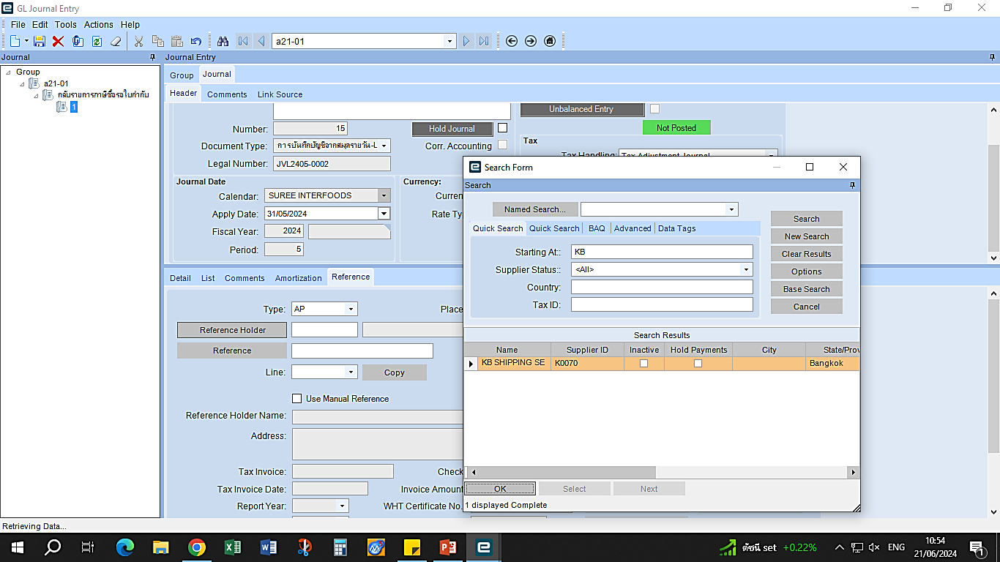 GL Journal Entry
File Edit Tools Actions Help
a21-01
Journal
Journal Entry
Group
a21-01
กลับรายการภาษีซื้อรอใบกำกับ
1
Group Journal
Header Comments Link Source
Unbalanced Entry
Number: 15
Hold Journal
Not Posted
Document Type: การบันทึกบัญชีจากสมุดรายวัน-L
Corr. Accounting
Tax
Tax Handling: Tax Adjustment Journal
Legal Number: JVL2405-0002
Journal Date
Currency:
Calendar: SUREE INTERFOODS
Curren
Apply Date: 31/05/2024
Rate Ty
Fiscal Year: 2024
Period: 5
Detail List Comments Amortization Reference
Type: AP
Place
Reference Holder
Reference
Line:
Copy
Use Manual Reference
Reference Holder Name:
Address:
Tax Invoice:
Check
Tax Invoice Date:
Invoice Amount
Report Year:
WHT Certificate No.
Search Form
Search
Named Search...
Quick Search Quick Search BAQ Advanced Data Tags
Starting At:: KB
Supplier Status:: <All>
Country:
Tax ID:
Search
New Search
Clear Results
Options
Base Search
Cancel
Search Results
Name Supplier ID Inactive Hold Payments City State/Prov
KB SHIPPING SE K0070 Bangkok
OK Select Next
1 displayed Complete
Retrieving Data...
ดัชนี set +0.22%
ENG
10:54
21/06/2024
1